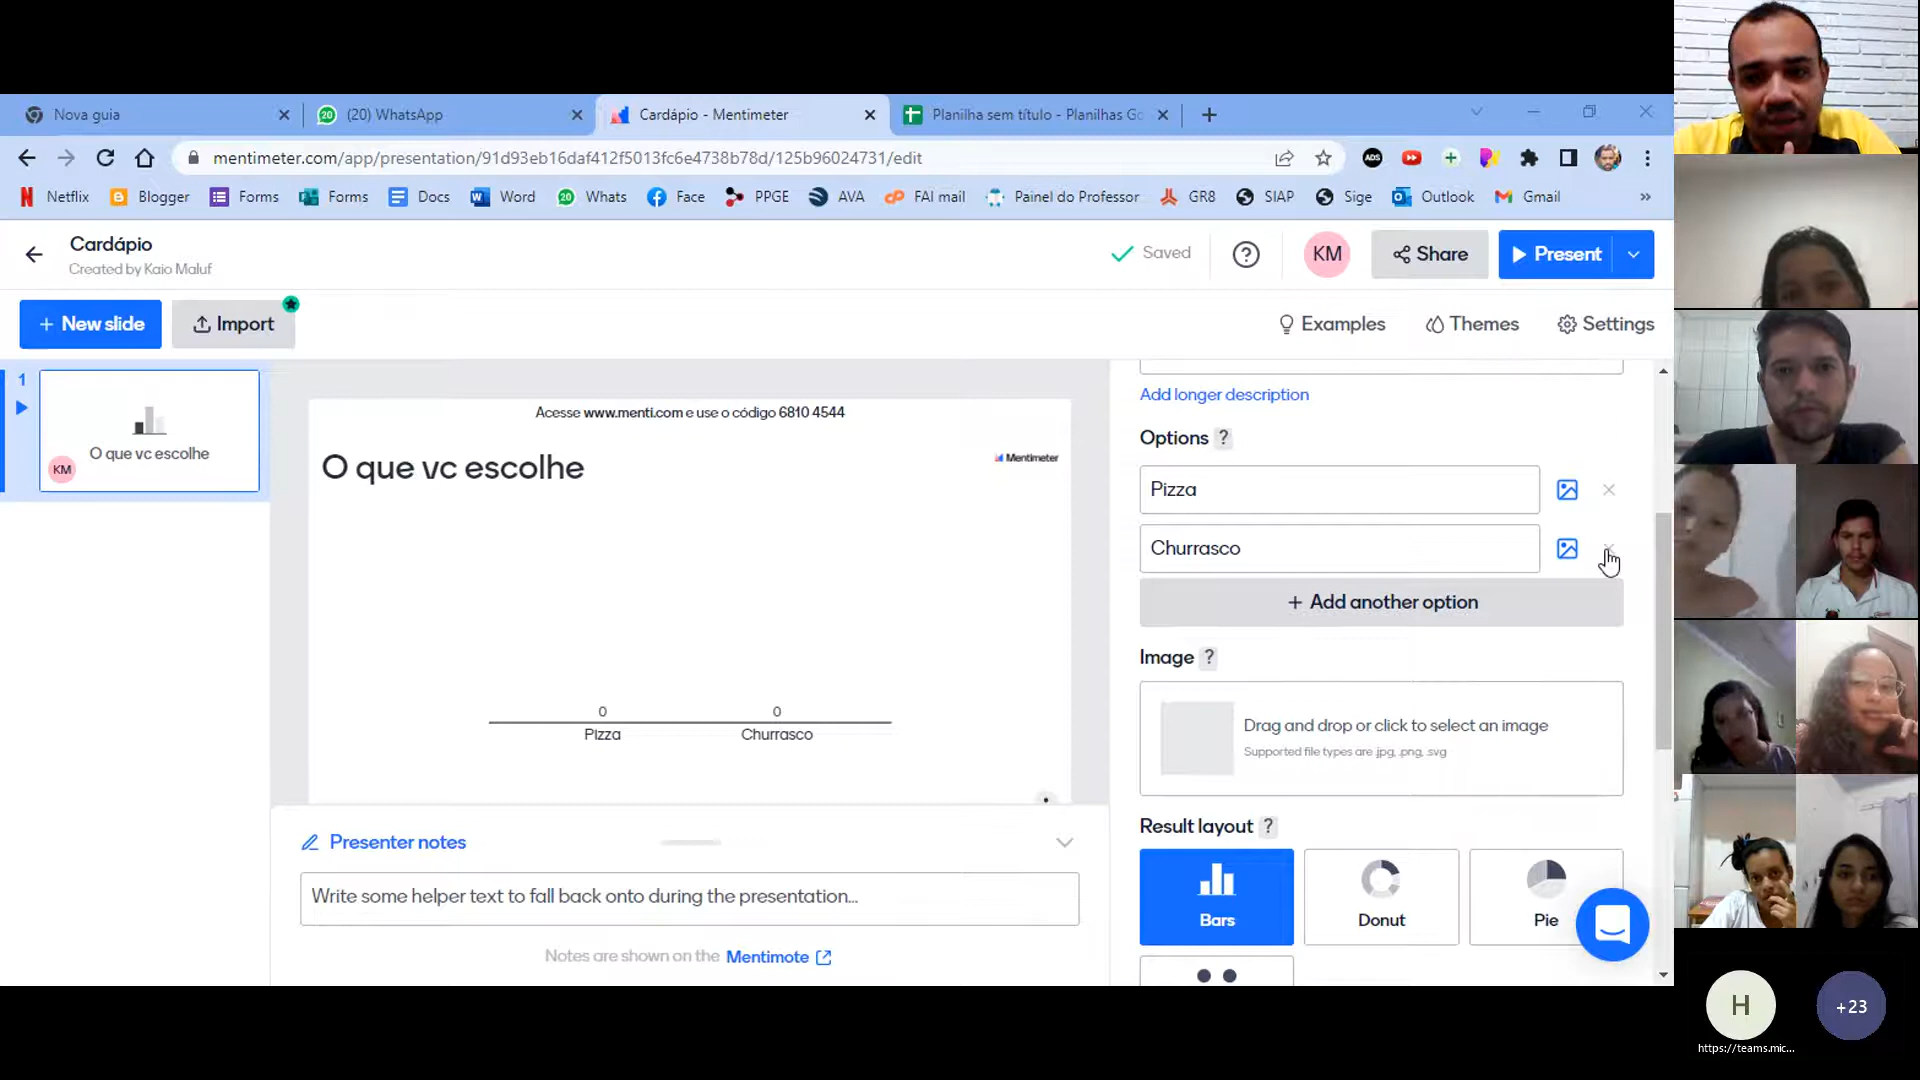 Nova guia
(20) WhatsApp
Cardápio - Mentimeter
Planilha sem título - Planilhas Go
mentimeter.com/app/presentation/91d93eb16daf412f5013fc6e4738b78d/125b96024731/edit
Netflix Blogger Forms Forms Docs Word Whats Face PPGE AVA FAI mail Painel do Professor GR8 SIAP Sige Outlook Gmail
Cardápio
Created by Kaio Maluf
Saved
KM
Share
Present
New slide
Import
Examples
Themes
Settings
1
O que vc escolhe
KM
Acesse www.menti.com e use o código 6810 4544
O que vc escolhe
Mentimeter
0 0
Pizza Churrasco
Presenter notes
Write some helper text to fall back onto during the presentation...
Notes are shown on the Mentimote
Add longer description
Options ?
Pizza
Churrasco
+ Add another option
Image ?
Drag and drop or click to select an image
Supported file types are .jpg, .png, .svg
Result layout ?
Bars
Donut
Pie
H
+23
https://teams.mic...